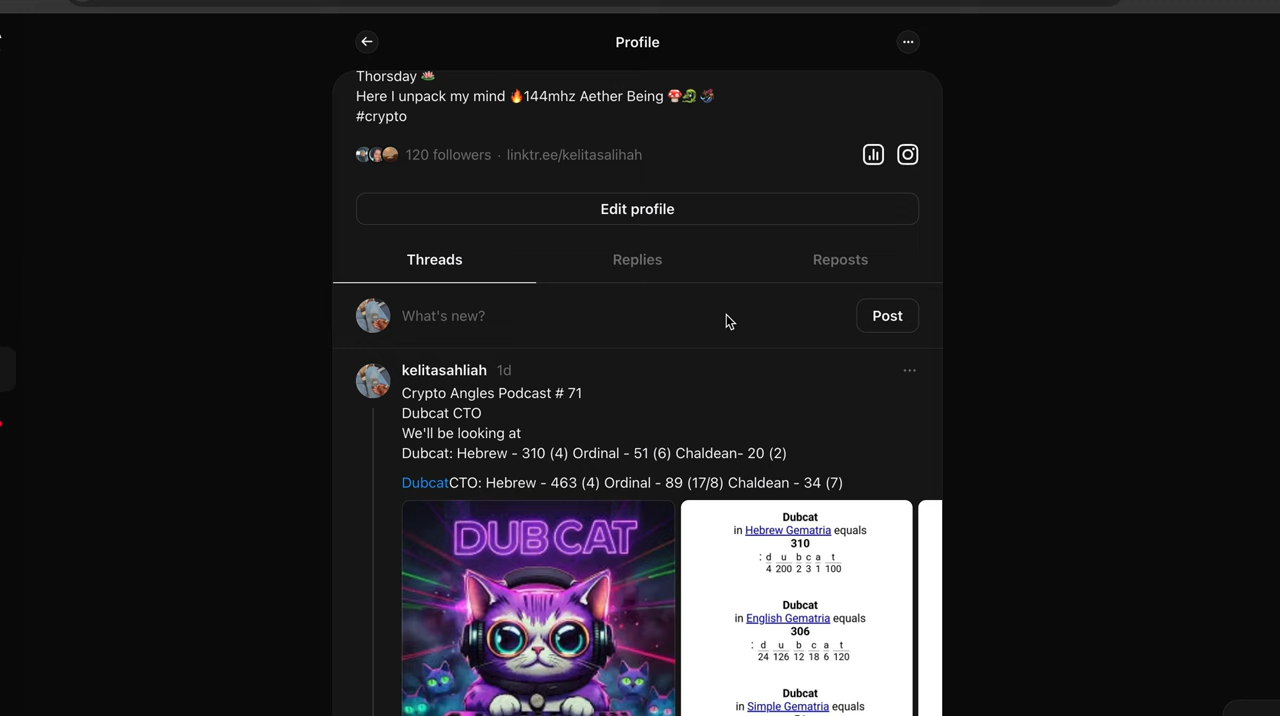 Profile
Thorsday 🪷
Here I unpack my mind 🔥144mhz Aether Being 🍄🐉
#crypto
120 followers · linktr.ee/kelitasalihah
Edit profile
Threads Replies Reposts
What's new? Post
kelitasahliah 1d
Crypto Angles Podcast # 71
Dubcat CTO
We'll be looking at
Dubcat: Hebrew - 310 (4) Ordinal - 51 (6) Chaldean- 20 (2)
DubcatCTO: Hebrew - 463 (4) Ordinal - 89 (17/8) Chaldean - 34 (7)
DUB CAT
Dubcat
in Hebrew Gematria equals
310
: d u b c a t
4 200 2 3 1 100
Dubcat
in English Gematria equals
306
: d u b c a t
24 126 12 18 6 120
Dubcat
in Simple Gematria equals